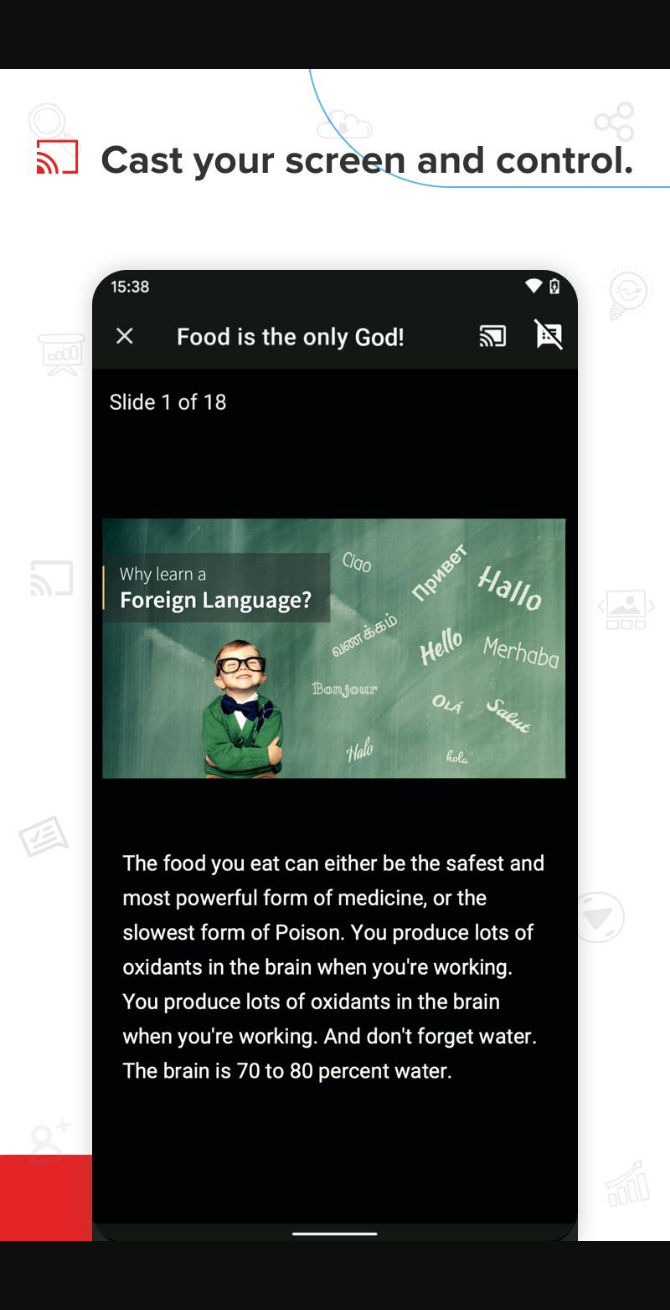 Cast your screen and control.
15:38
Food is the only God!
Slide 1 of 18
Why learn a
Foreign Language?
Ciao
Привет
Hallo
வணக்கம்
Hello
Merhaba
Bonjour
OLÁ
Salut
Halo
hola
The food you eat can either be the safest and
most powerful form of medicine, or the
slowest form of Poison. You produce lots of
oxidants in the brain when you're working.
You produce lots of oxidants in the brain
when you're working. And don't forget water.
The brain is 70 to 80 percent water.